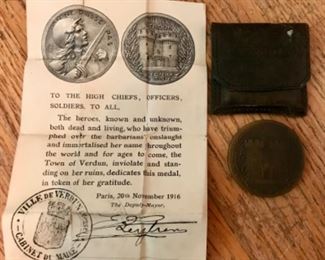 TO THE HIGH CHIEFS, OFFICERS,
SOLDIERS, TO ALL,
The heroes, known and unknown,
both dead and living, who have trium-
phed over the barbarians' onslaught
and immortalised her name throughout
the world and for ages to come, the
Town of Verdun, inviolate and stand-
ing on her ruins, dedicates this medal,
in token of her gratitude.
Paris, 20th November 1916
The Deputy-Mayor,
VILLE DE VERDUN
CABINET DU MAIRE